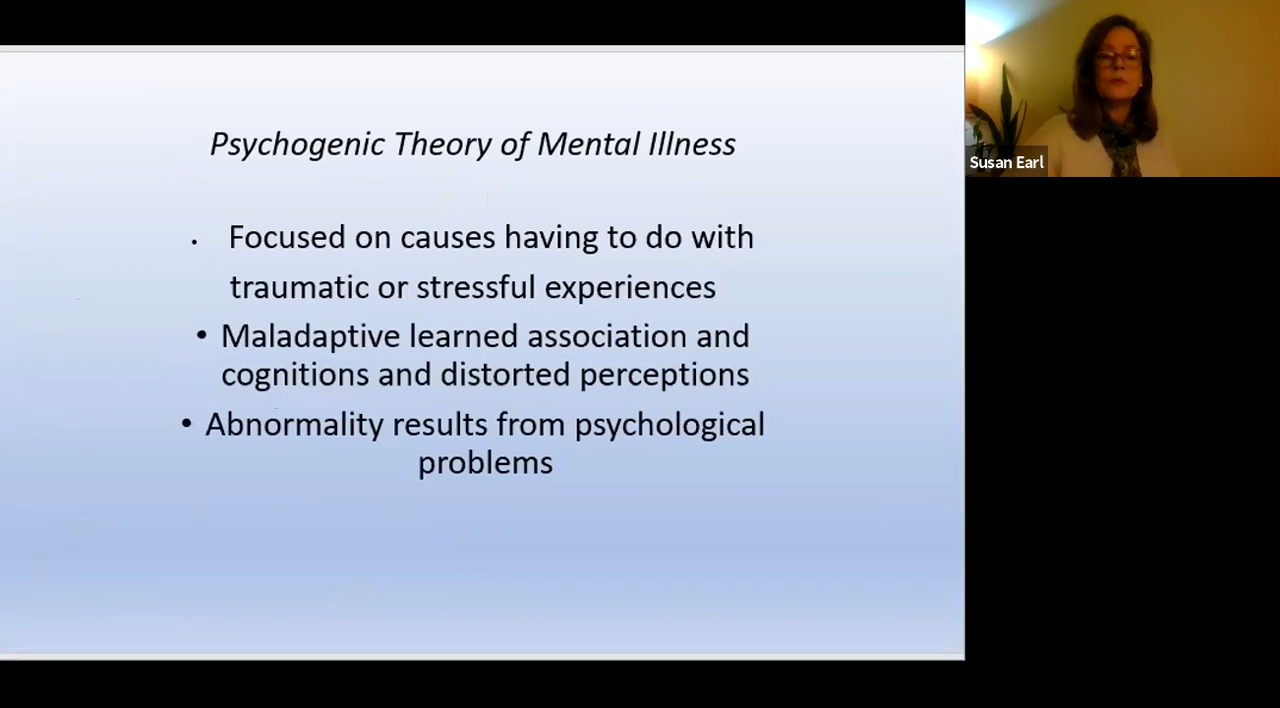 Psychogenic Theory of Mental Illness
• Focused on causes having to do with
traumatic or stressful experiences
• Maladaptive learned association and
cognitions and distorted perceptions
• Abnormality results from psychological
problems
Susan Earl